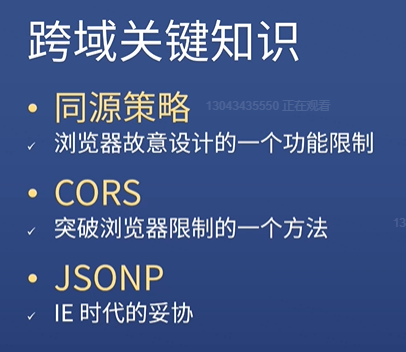 跨域关键知识
• 同源策略
13043435550 正在观看
✓ 浏览器故意设计的一个功能限制
• CORS
✓ 突破浏览器限制的一个方法
13
• JSONP
✓ IE 时代的妥协